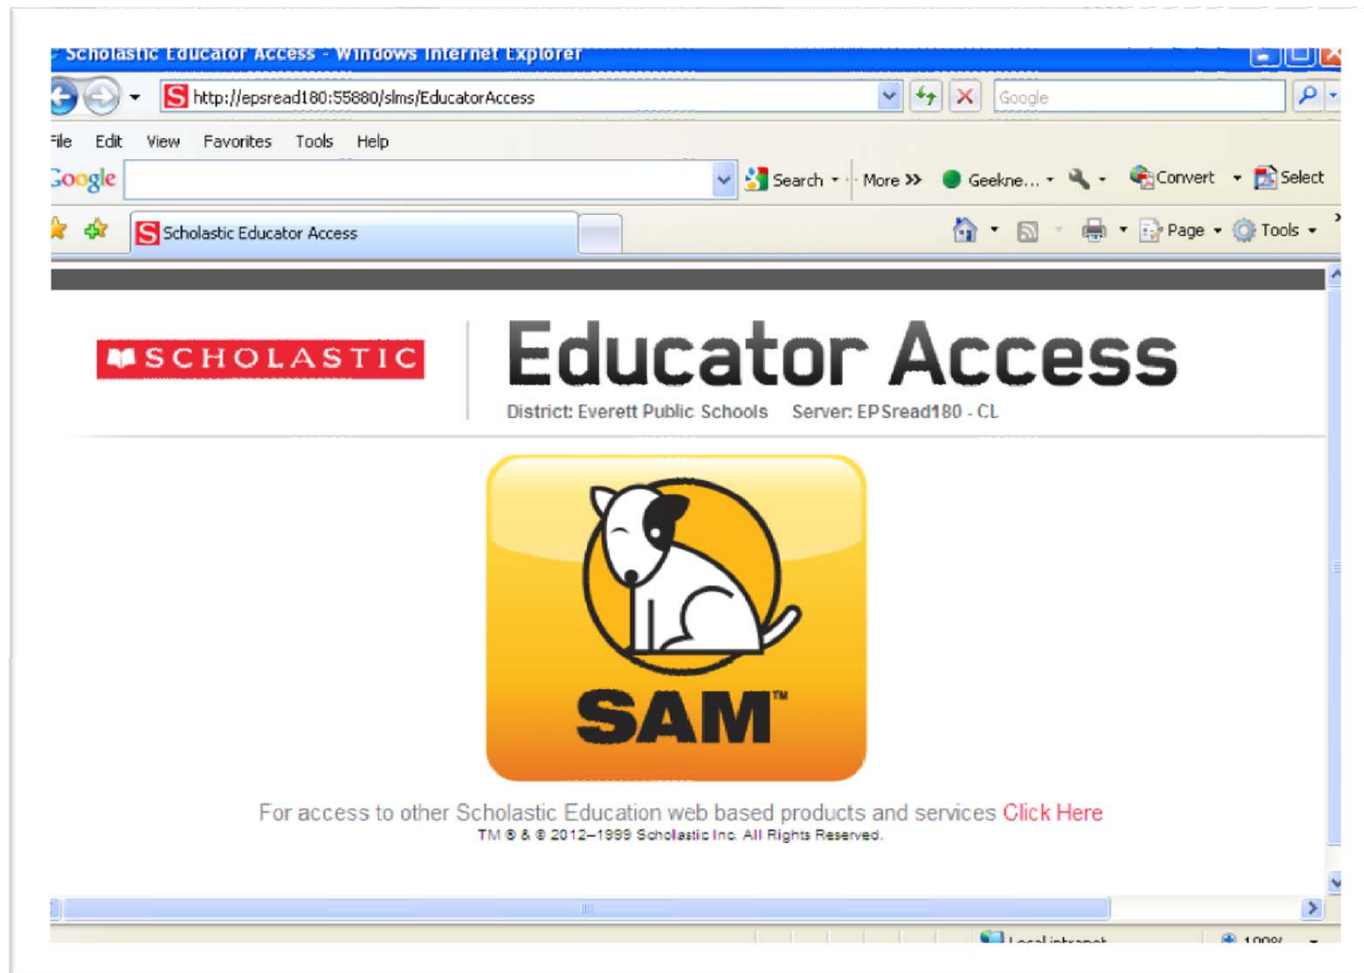 Scholastic Educator Access - Windows Internet Explorer
http://epsread180:55880/slms/EducatorAccess
Google
File Edit View Favorites Tools Help
Google Search More >> Geekne... Convert Select
Scholastic Educator Access Page Tools
SCHOLASTIC
Educator Access
District: Everett Public Schools Server: EPSread180 - CL
SAM™
For access to other Scholastic Education web based products and services Click Here
TM ® & © 2012–1999 Scholastic Inc. All Rights Reserved.
Local intranet 100%